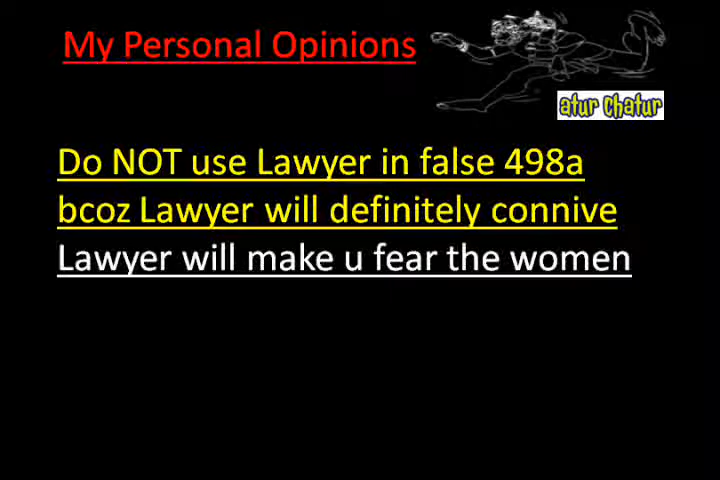 My Personal Opinions
atur chatur
Do NOT use Lawyer in false 498a
bcoz Lawyer will definitely connive
Lawyer will make u fear the women